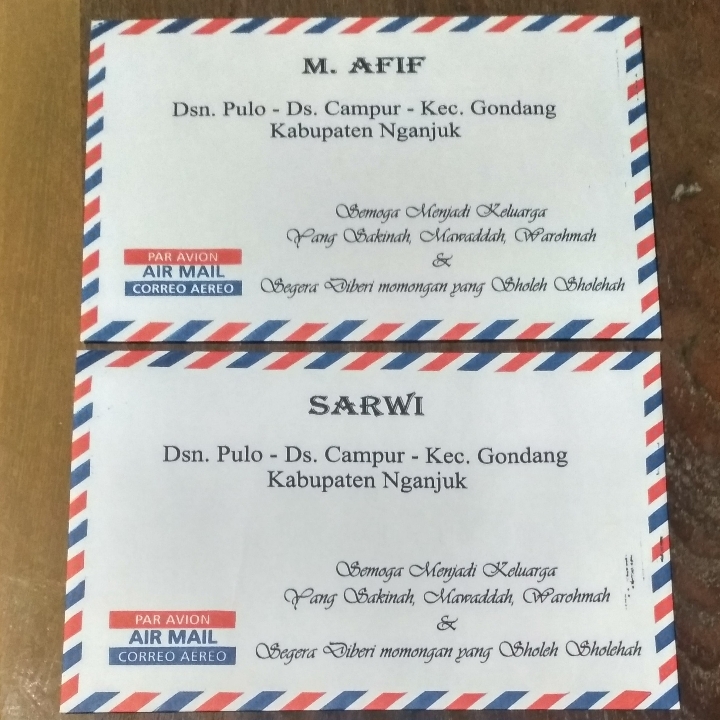 M. AFIF
Dsn. Pulo - Ds. Campur - Kec. Gondang
Kabupaten Nganjuk
Semoga Menjadi Keluarga
Yang Sakinah, Mawaddah, Warohmah
&
Segera Diberi momongan yang Sholeh Sholehah
PAR AVION
AIR MAIL
CORREO AEREO
SARWI
Dsn. Pulo - Ds. Campur - Kec. Gondang
Kabupaten Nganjuk
Semoga Menjadi Keluarga
Yang Sakinah, Mawaddah, Warohmah
&
Segera Diberi momongan yang Sholeh Sholehah
PAR AVION
AIR MAIL
CORREO AEREO